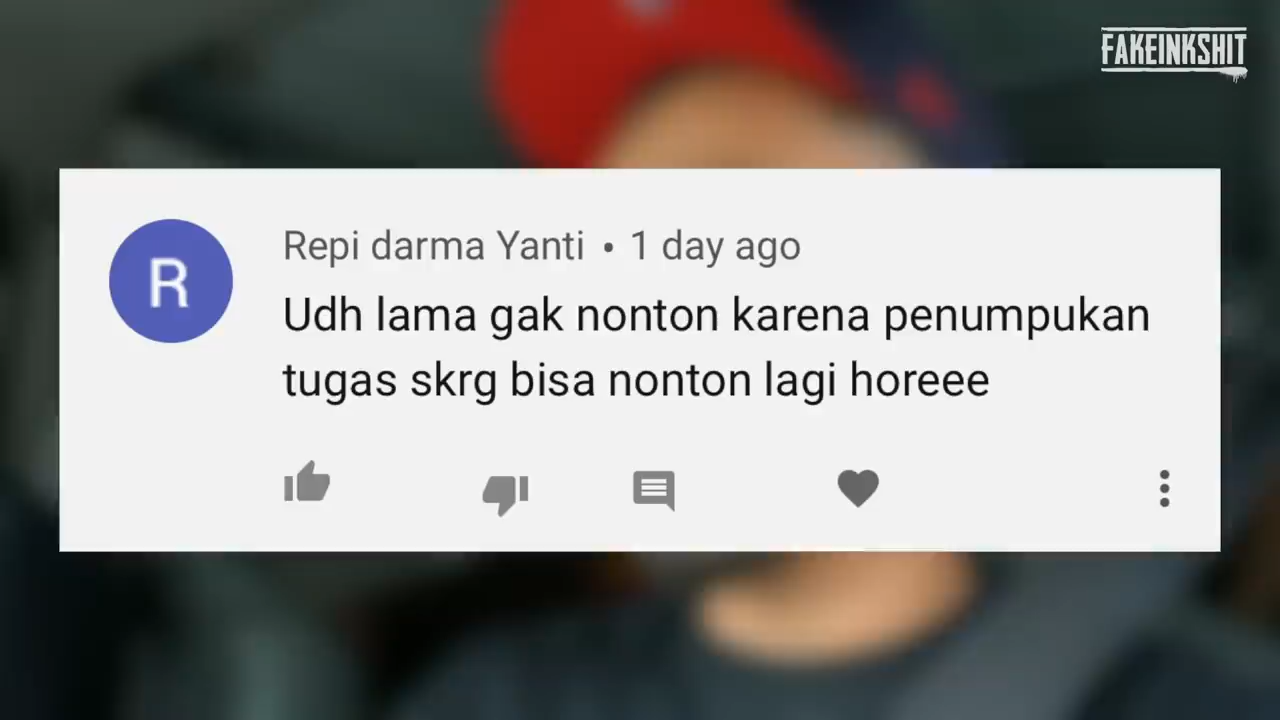 FAKEINKSHIT
R
Repi darma Yanti • 1 day ago
Udh lama gak nonton karena penumpukan
tugas skrg bisa nonton lagi horeee